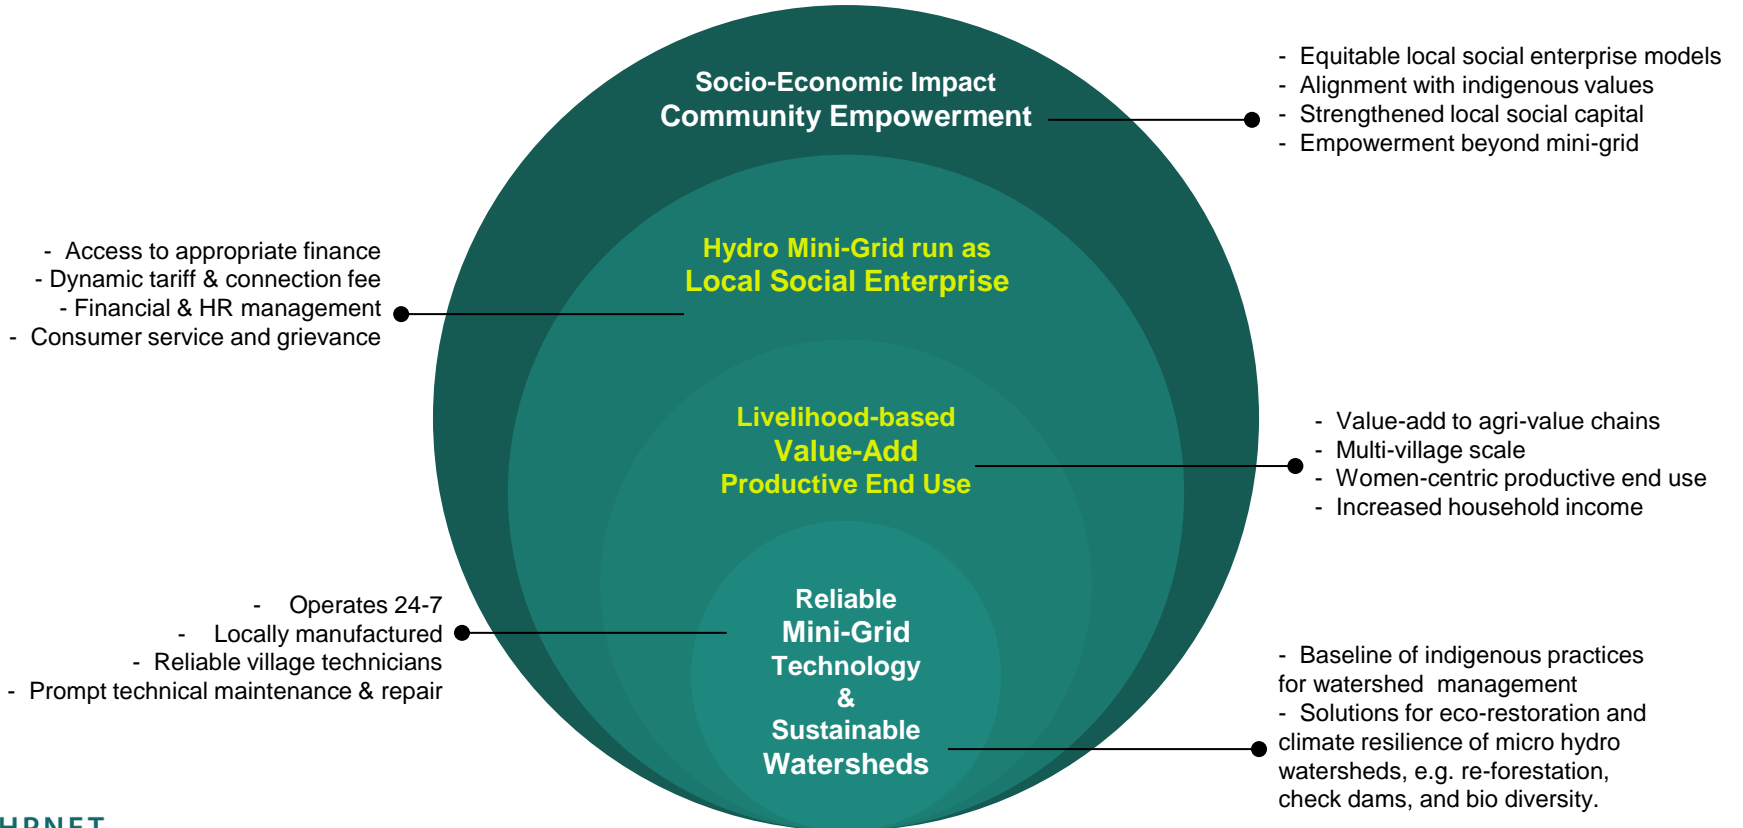 Socio-Economic Impact
Community Empowerment
- Equitable local social enterprise models
- Alignment with indigenous values
- Strengthened local social capital
- Empowerment beyond mini-grid
Hydro Mini-Grid run as
Local Social Enterprise
- Access to appropriate finance
- Dynamic tariff & connection fee
- Financial & HR management
- Consumer service and grievance
Livelihood-based
Value-Add
Productive End Use
- Value-add to agri-value chains
- Multi-village scale
- Women-centric productive end use
- Increased household income
Reliable
Mini-Grid
Technology
&
Sustainable
Watersheds
- Operates 24-7
- Locally manufactured
- Reliable village technicians
- Prompt technical maintenance & repair
- Baseline of indigenous practices
for watershed management
- Solutions for eco-restoration and
climate resilience of micro hydro
watersheds, e.g. re-forestation,
check dams, and bio diversity.
HPNET